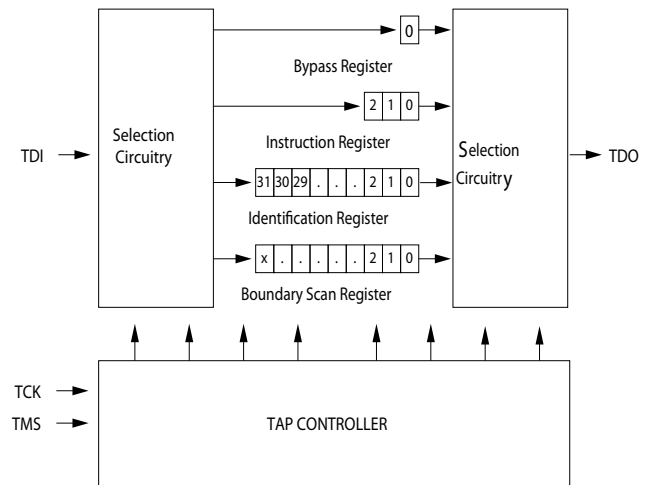 0
Bypass Register
2 1 0
Instruction Register
TDI
Selection
Circuitry
Selection
Circuitry
TDO
31 30 29 . . . 2 1 0
Identification Register
x . . . . . 2 1 0
Boundary Scan Register
TCK
TMS
TAP CONTROLLER